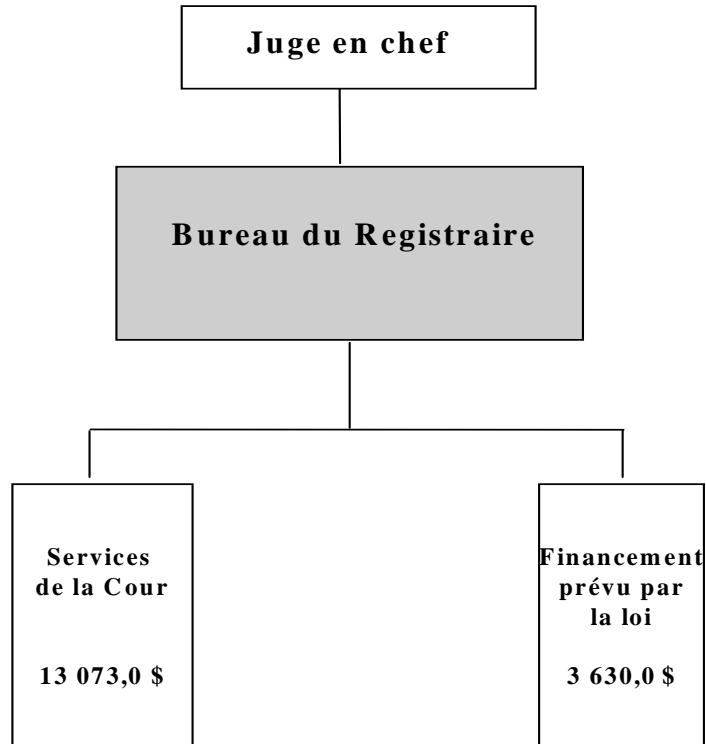 Juge en chef
Bureau du Registraire
Services
de la Cour
13 073,0 $
Financement
prévu par
la loi
3 630,0 $